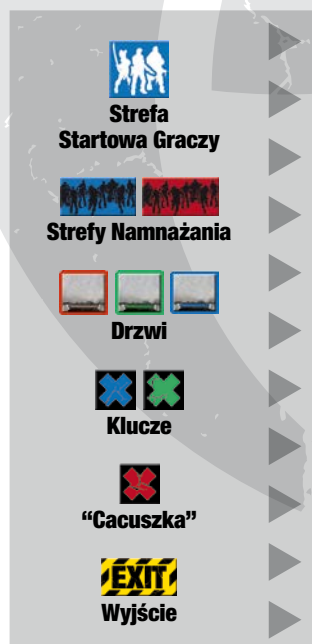 Strefa
Startowa Graczy
Strefy Namnażania
Drzwi
Klucze
“Cacuszka”
EXIT
Wyjście